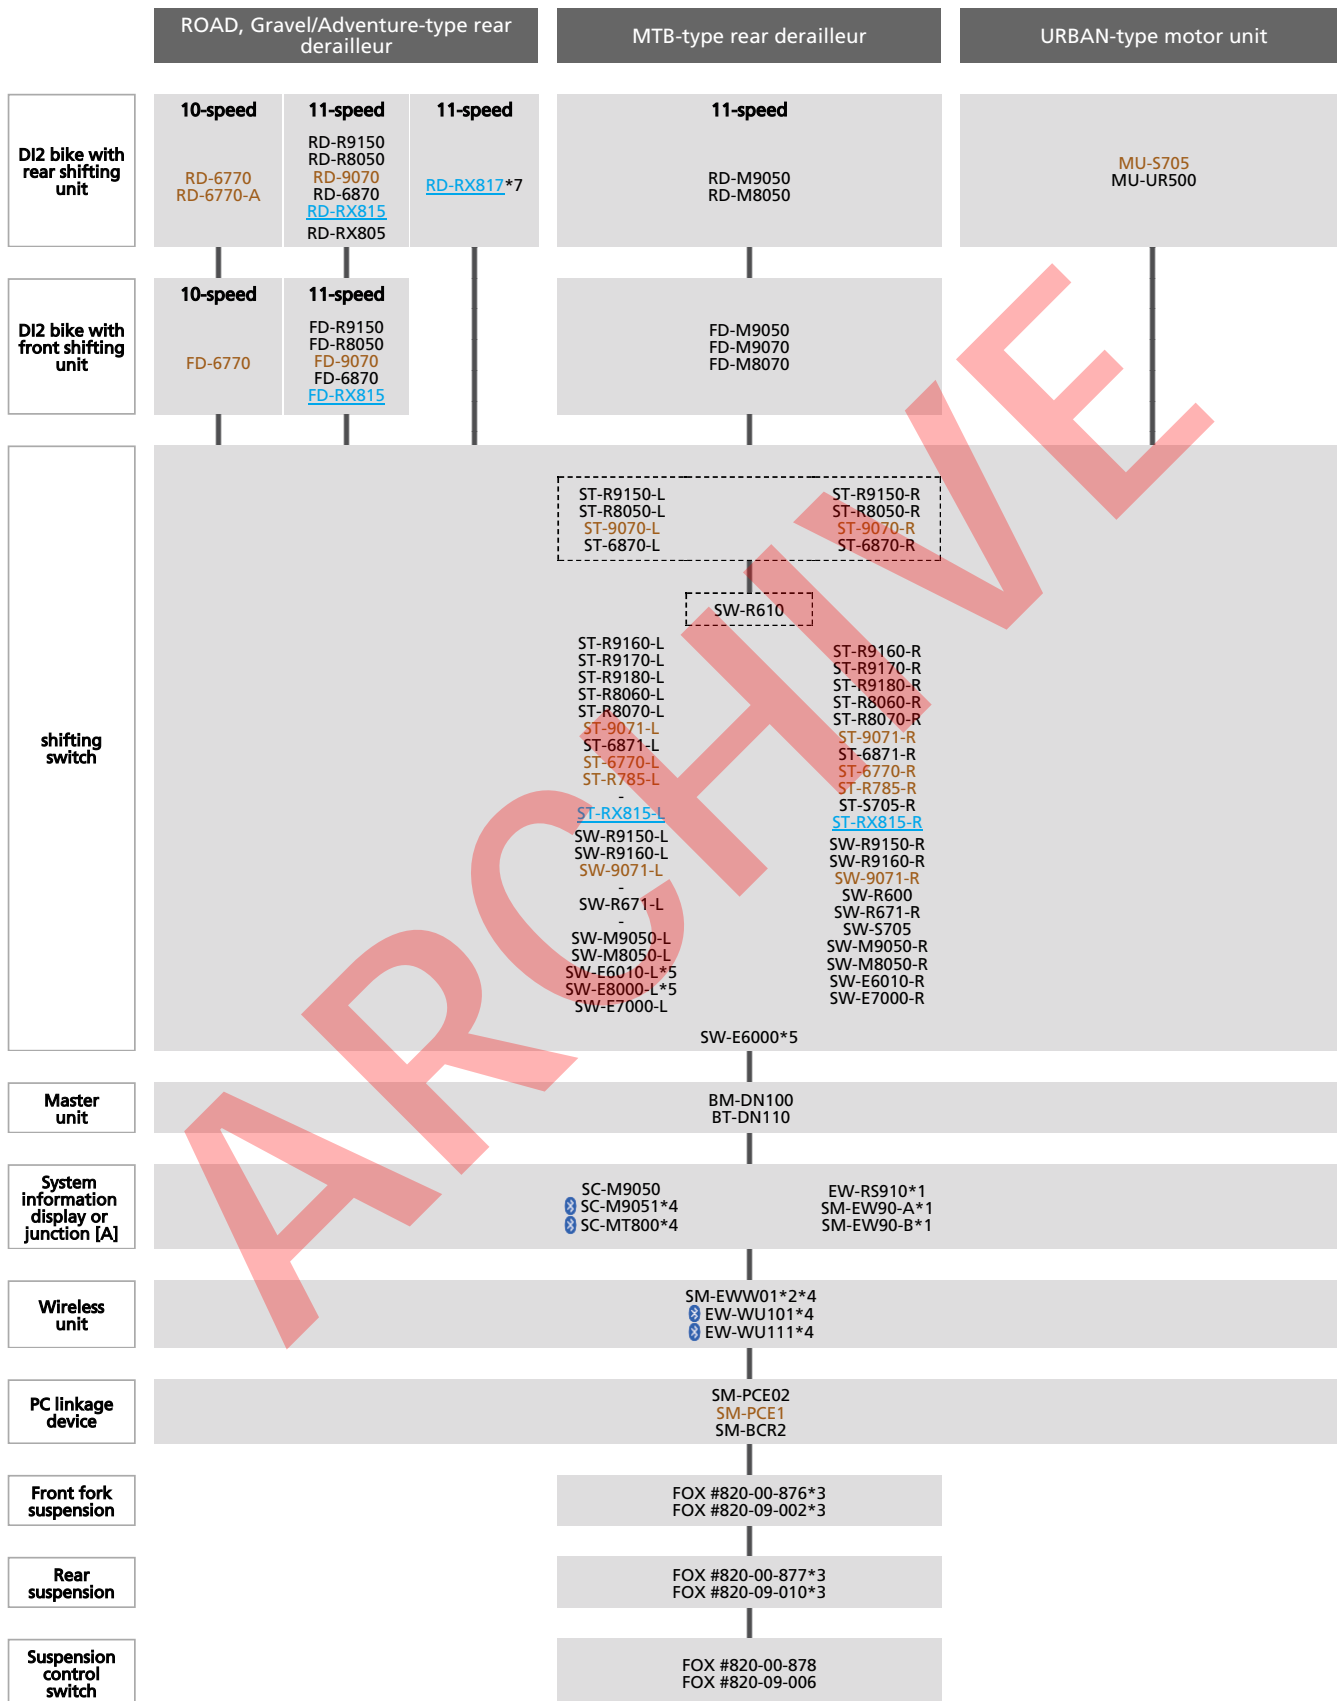 ROAD, Gravel/Adventure-type rear
derailleur
MTB-type rear derailleur
URBAN-type motor unit
DI2 bike with
rear shifting
unit
10-speed
RD-6770
RD-6770-A
11-speed
RD-R9150
RD-R8050
RD-9070
RD-6870
RD-RX815
RD-RX805
11-speed
RD-RX817*7
11-speed
RD-M9050
RD-M8050
MU-S705
MU-UR500
DI2 bike with
front shifting
unit
10-speed
FD-6770
11-speed
FD-R9150
FD-R8050
FD-9070
FD-6870
FD-RX815
FD-M9050
FD-M9070
FD-M8070
shifting
switch
ST-R9150-L
ST-R8050-L
ST-9070-L
ST-6870-L
ST-R9150-R
ST-R8050-R
ST-9070-R
ST-6870-R
SW-R610
ST-R9160-L
ST-R9170-L
ST-R9180-L
ST-R8060-L
ST-R8070-L
ST-9071-L
ST-6871-L
ST-6770-L
ST-R785-L
-
ST-RX815-L
SW-R9150-L
SW-R9160-L
SW-9071-L
-
SW-R671-L
-
SW-M9050-L
SW-M8050-L
SW-E6010-L*5
SW-E8000-L*5
SW-E7000-L
ST-R9160-R
ST-R9170-R
ST-R9180-R
ST-R8060-R
ST-R8070-R
ST-9071-R
ST-6871-R
ST-6770-R
ST-R785-R
ST-S705-R
ST-RX815-R
SW-R9150-R
SW-R9160-R
SW-9071-R
SW-R600
SW-R671-R
SW-S705
SW-M9050-R
SW-M8050-R
SW-E6010-R
SW-E7000-R
SW-E6000*5
Master
unit
BM-DN100
BT-DN110
System
information
display or
junction [A]
SC-M9050
SC-M9051*4
SC-MT800*4
EW-RS910*1
SM-EW90-A*1
SM-EW90-B*1
Wireless
unit
SM-EWW01*2*4
EW-WU101*4
EW-WU111*4
PC linkage
device
SM-PCE02
SM-PCE1
SM-BCR2
Front fork
suspension
FOX #820-00-876*3
FOX #820-09-002*3
Rear
suspension
FOX #820-00-877*3
FOX #820-09-010*3
Suspension
control
switch
FOX #820-00-878
FOX #820-09-006
ARCHIVE